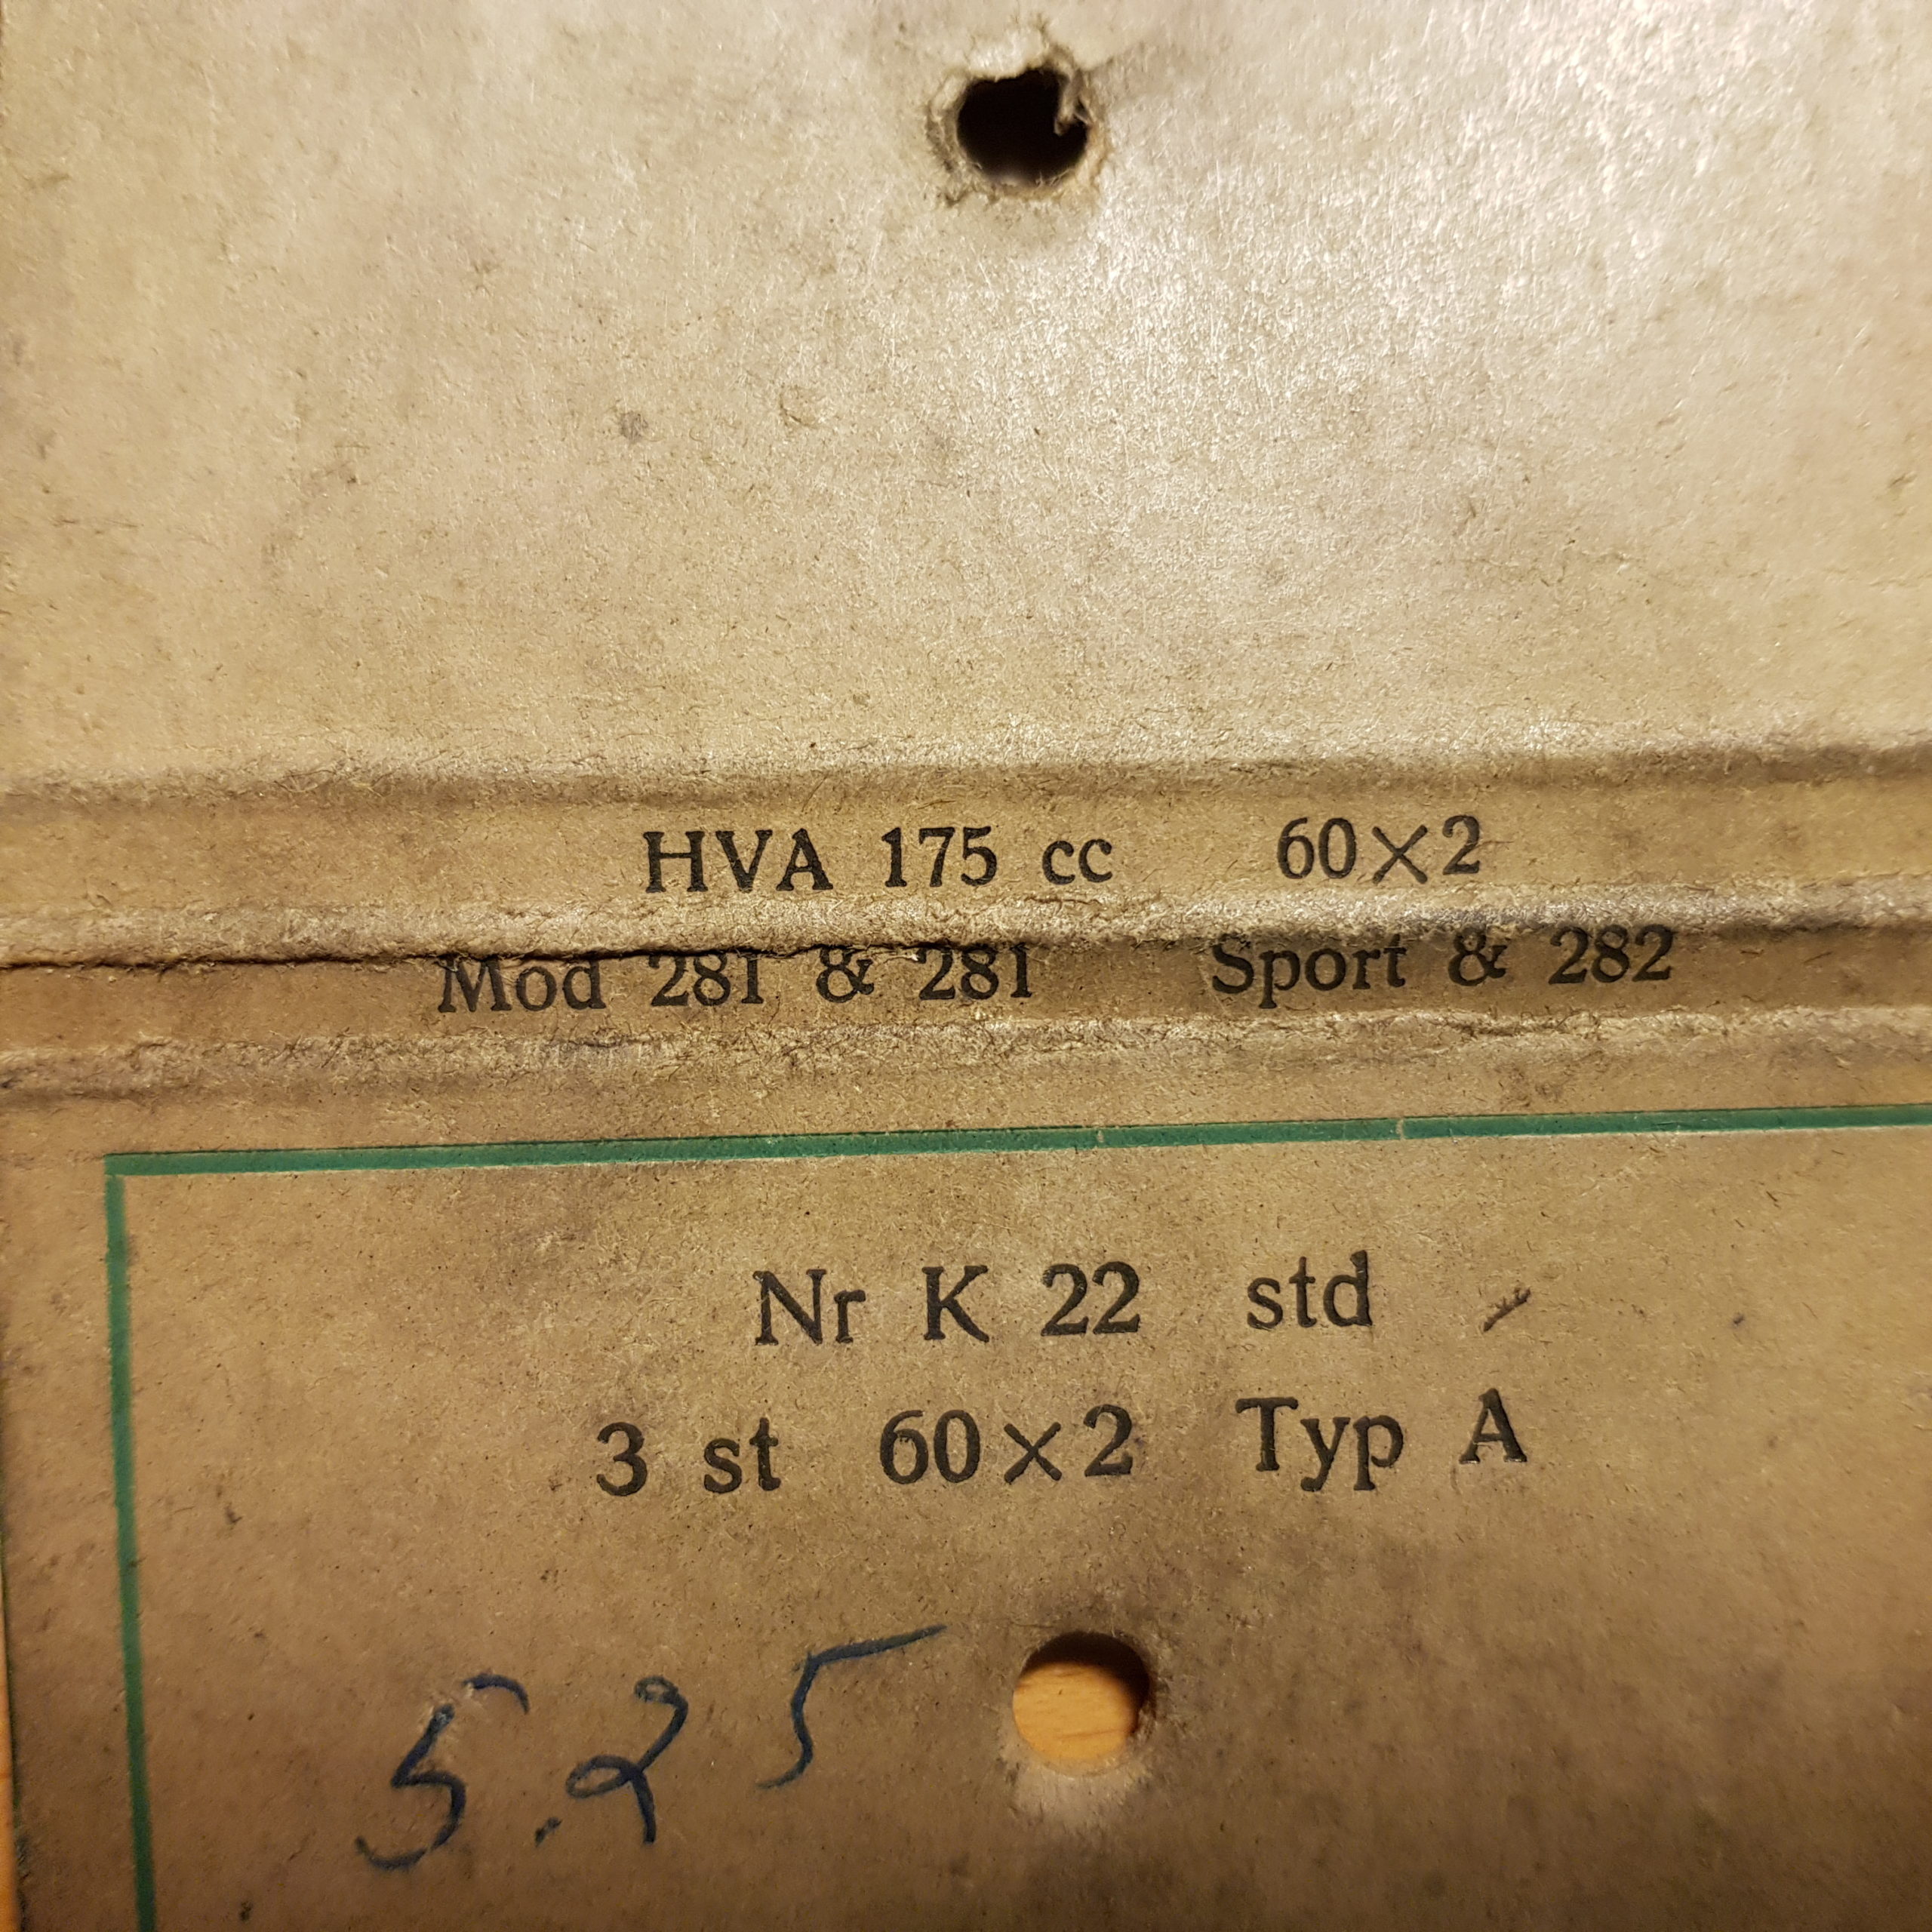 HVA 175 cc 60×2
Mod 281 & 281 Sport & 282
Nr K 22 std
3 st 60×2 Typ A
5.25